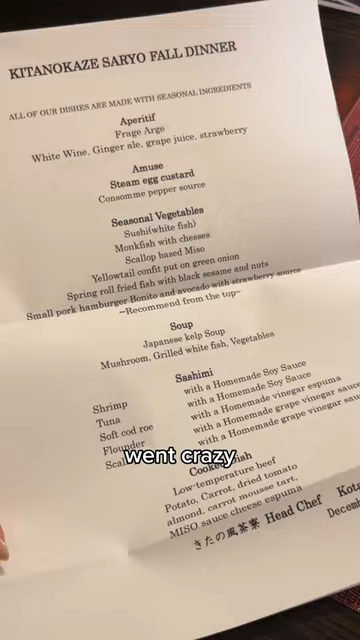 KITANOKAZE SARYO FALL DINNER
ALL OF OUR DISHES ARE MADE WITH SEASONAL INGREDIENTS
Aperitif
Frage Arge
White Wine, Ginger ale, grape juice, strawberry
Amuse
Steam egg custard
Consomme pepper source
Seasonal Vegetables
Sushi(white fish)
Monkfish with chesses
Scallop based Miso
Yellowtail confit put on green onion
Spring roll fried fish with black sesame and nuts
Small pork hamburger Bonito and avocado with strawberry source
~Recommend from the top~
Soup
Japanese kelp Soup
Mushroom, Grilled white fish, Vegetables
Sashimi
Shrimp with a Homemade Soy Sauce
Tuna with a Homemade Soy Sauce
Soft cod roe with a Homemade vinegar espuma
Flounder with a Homemade grape vinegar sauce
with a Homemade grape vinegar
went crazy
Low-temperature beef
Potato, Carrot, dried tomato
almond, carrot mousse tart,
MISO sauce cheese espuma
きたの風茶寮 Head Chef